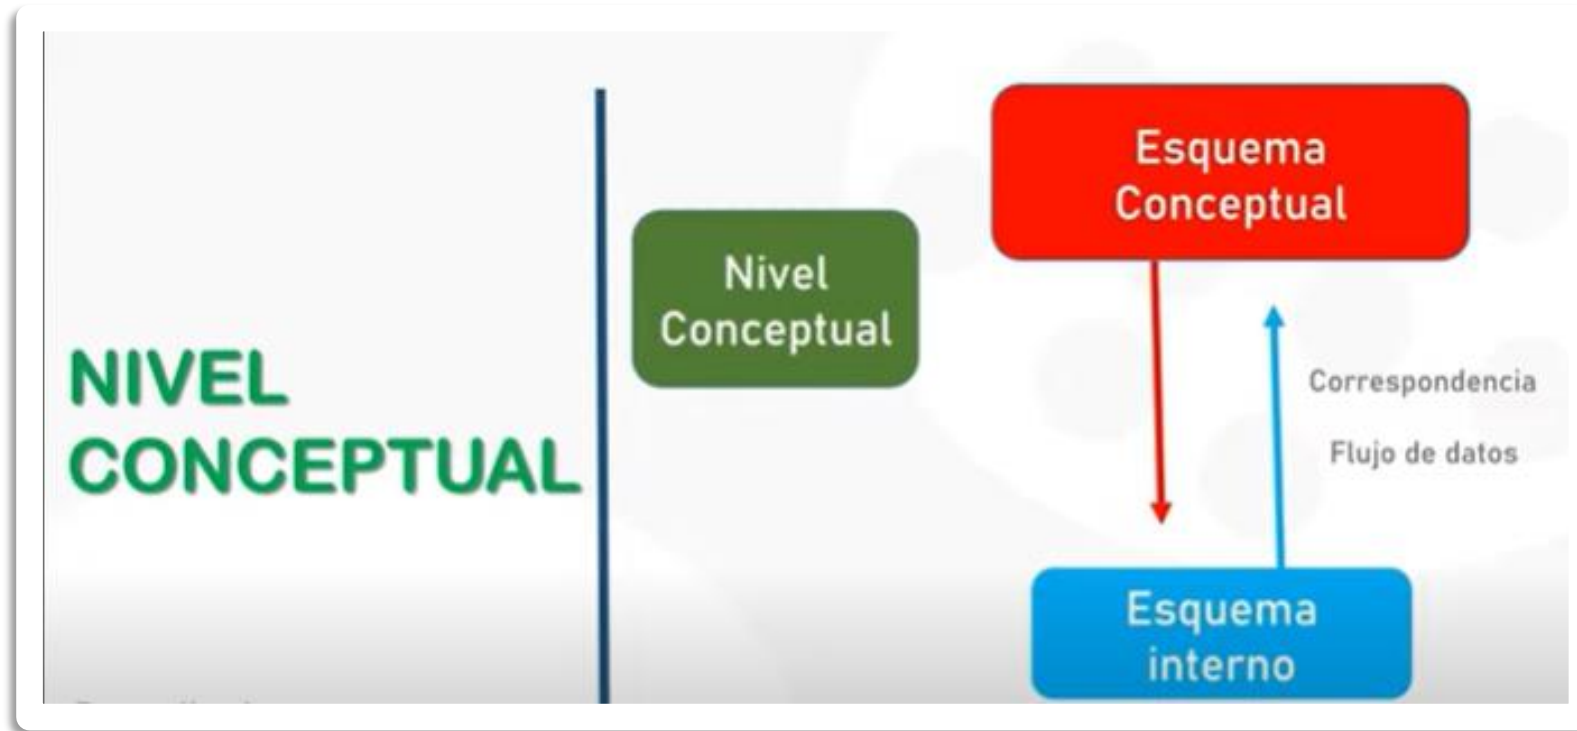 NIVEL
CONCEPTUAL
Nivel
Conceptual
Esquema
Conceptual
Correspondencia
Flujo de datos
Esquema
interno